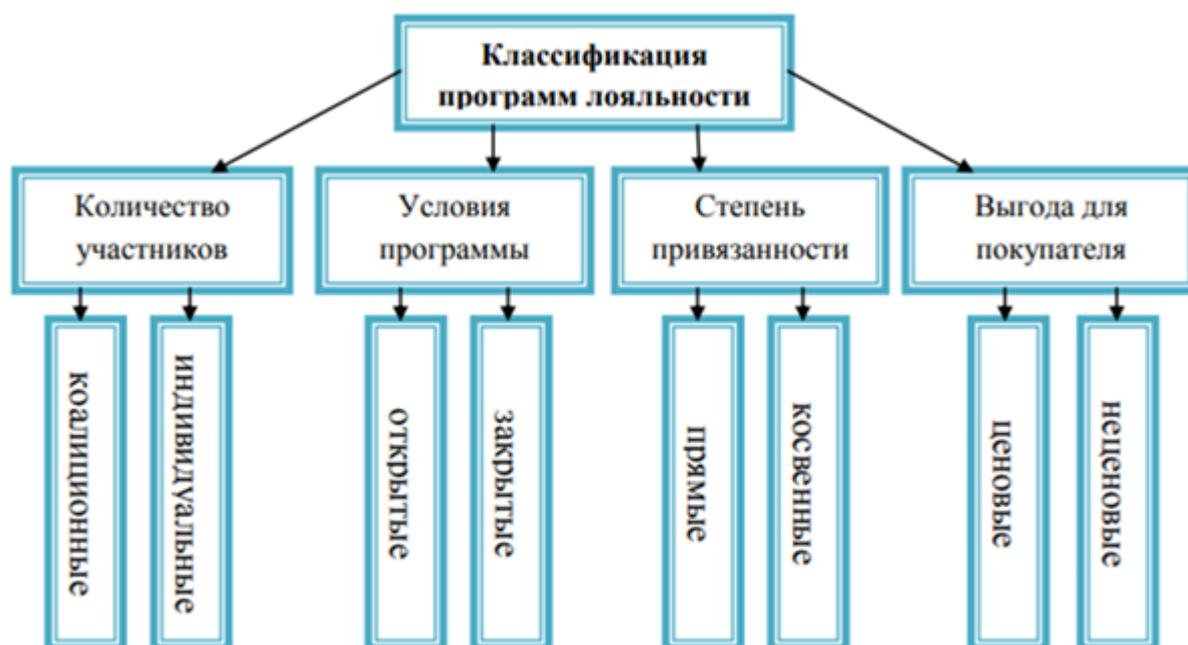 Классификация
программ лояльности
Количество
участников
Условия
программы
Степень
привязанности
Выгода для
покупателя
коалиционные
индивидуальные
открытые
закрытые
прямые
косвенные
ценовые
неценовые